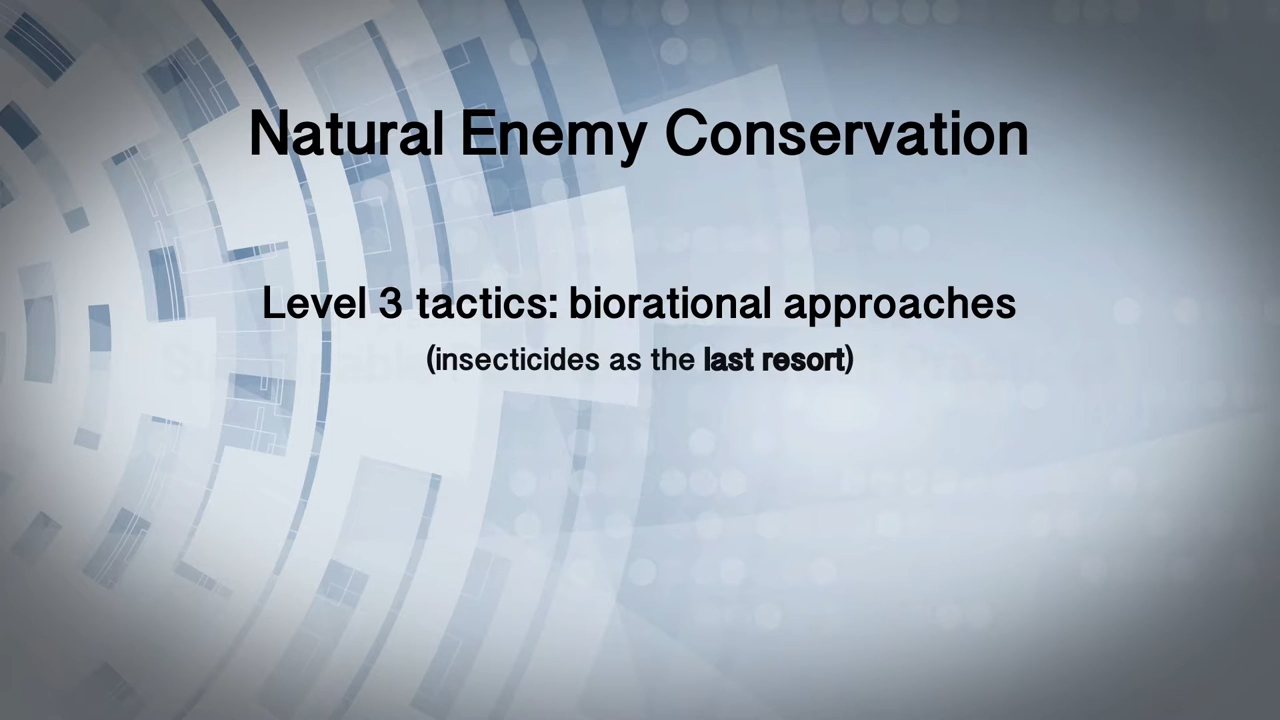 Natural Enemy Conservation
Level 3 tactics: biorational approaches
(insecticides as the last resort)